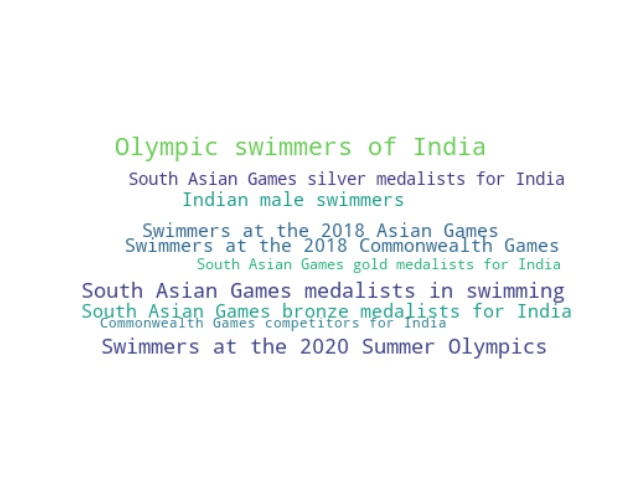 Olympic swimmers of India
South Asian Games silver medalists for India
Indian male swimmers
Swimmers at the 2018 Asian Games
Swimmers at the 2018 Commonwealth Games
South Asian Games gold medalists for India
South Asian Games medalists in swimming
South Asian Games bronze medalists for India
Commonwealth Games competitors for India
Swimmers at the 2020 Summer Olympics